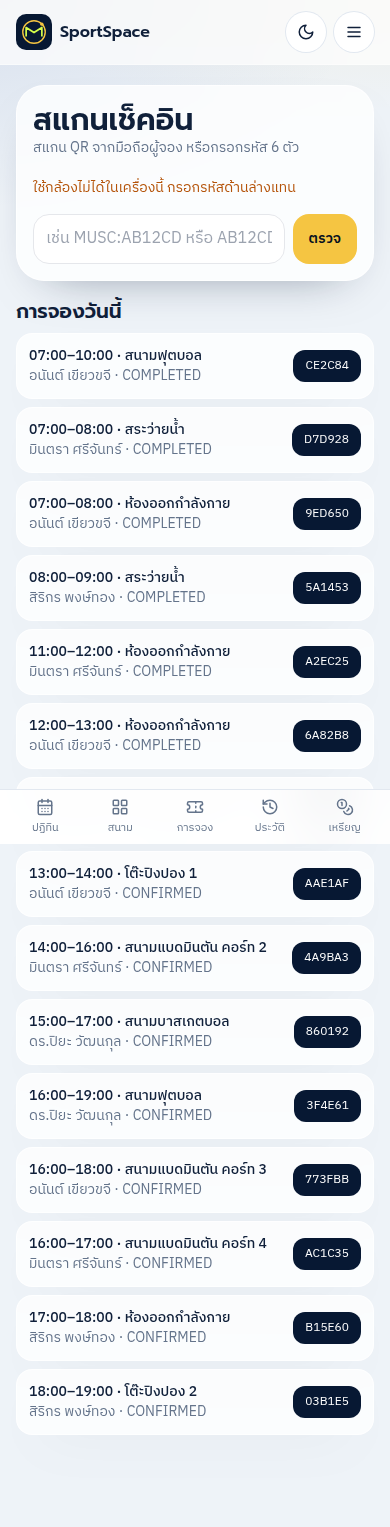 SportSpace
สแกนเช็คอิน
สแกน QR จากมือถือผู้จอง หรือกรอกรหัส 6 ตัว
ใช้กล้องไม่ได้ในเครื่องนี้ กรอกรหัสด้านล่างแทน
เช่น MUSC:AB12CD หรือ AB12CD
ตรวจ
การจองวันนี้
07:00–10:00 · สนามฟุตบอล
อนันต์ เขียวขจี · COMPLETED
CE2C84
07:00–08:00 · สระว่ายน้ำ
มินตรา ศรีจันทร์ · COMPLETED
D7D928
07:00–08:00 · ห้องออกกำลังกาย
อนันต์ เขียวขจี · COMPLETED
9ED650
08:00–09:00 · สระว่ายน้ำ
สิริกร พงษ์ทอง · COMPLETED
5A1453
11:00–12:00 · ห้องออกกำลังกาย
มินตรา ศรีจันทร์ · COMPLETED
A2EC25
12:00–13:00 · ห้องออกกำลังกาย
อนันต์ เขียวขจี · COMPLETED
6A82B8
ปฏิทิน
สนาม
การจอง
ประวัติ
เหรียญ
13:00–14:00 · โต๊ะปิงปอง 1
อนันต์ เขียวขจี · CONFIRMED
AAE1AF
14:00–16:00 · สนามแบดมินตัน คอร์ท 2
มินตรา ศรีจันทร์ · CONFIRMED
4A9BA3
15:00–17:00 · สนามบาสเกตบอล
ดร.ปิยะ วัฒนกุล · CONFIRMED
860192
16:00–19:00 · สนามฟุตบอล
ดร.ปิยะ วัฒนกุล · CONFIRMED
3F4E61
16:00–18:00 · สนามแบดมินตัน คอร์ท 3
อนันต์ เขียวขจี · CONFIRMED
773FBB
16:00–17:00 · สนามแบดมินตัน คอร์ท 4
มินตรา ศรีจันทร์ · CONFIRMED
AC1C35
17:00–18:00 · ห้องออกกำลังกาย
สิริกร พงษ์ทอง · CONFIRMED
B15E60
18:00–19:00 · โต๊ะปิงปอง 2
สิริกร พงษ์ทอง · CONFIRMED
03B1E5